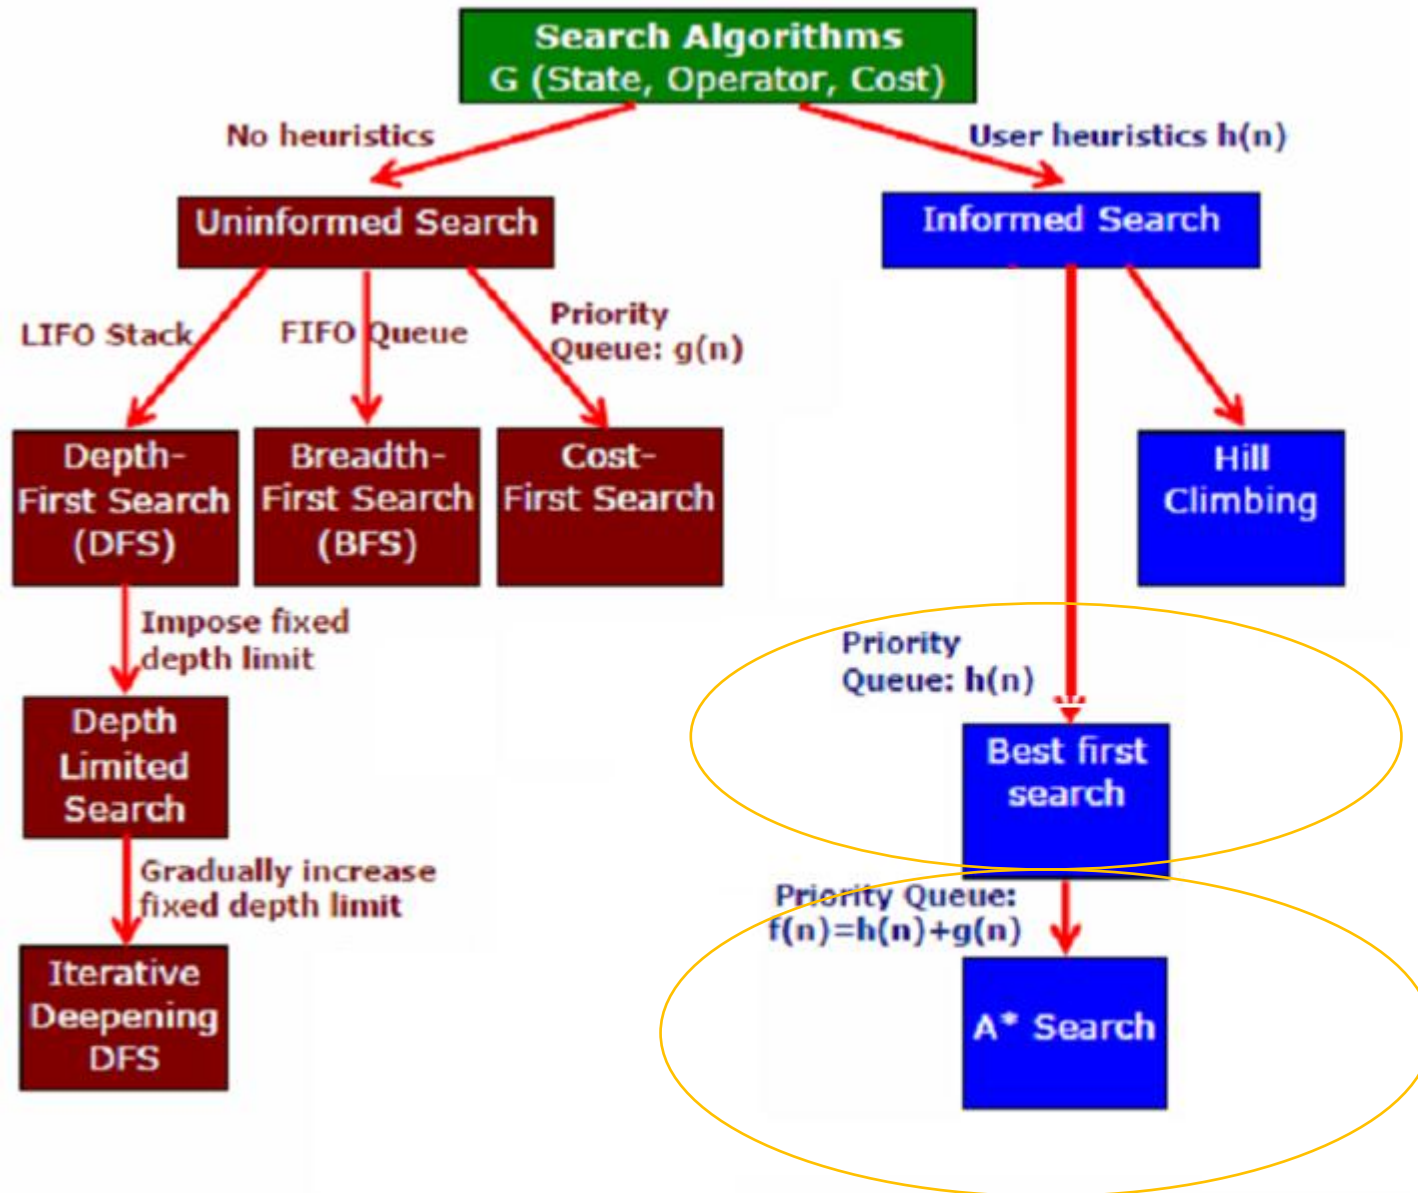 Search Algorithms
G (State, Operator, Cost)
No heuristics
User heuristics h(n)
Uninformed Search
Informed Search
LIFO Stack
FIFO Queue
Priority
Queue: g(n)
Depth-
First Search
(DFS)
Breadth-
First Search
(BFS)
Cost-
First Search
Hill
Climbing
Impose fixed
depth limit
Priority
Queue: h(n)
Depth
Limited
Search
Best first
search
Gradually increase
fixed depth limit
Priority Queue:
f(n)=h(n)+g(n)
Iterative
Deepening
DFS
A* Search